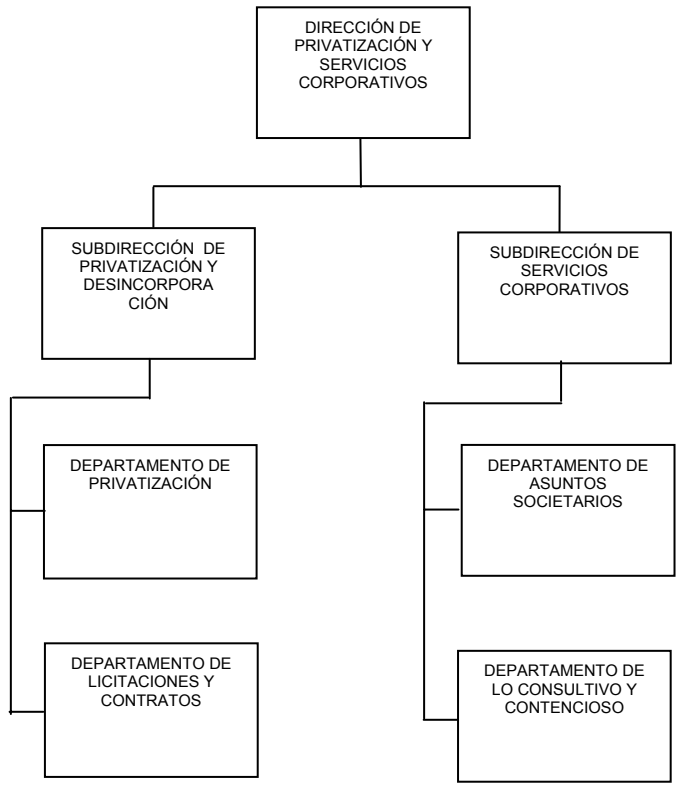 DIRECCIÓN DE
PRIVATIZACIÓN Y
SERVICIOS
CORPORATIVOS
SUBDIRECCIÓN DE
PRIVATIZACIÓN Y
DESINCORPORA
CIÓN
SUBDIRECCIÓN DE
SERVICIOS
CORPORATIVOS
DEPARTAMENTO DE
PRIVATIZACIÓN
DEPARTAMENTO DE
ASUNTOS
SOCIETARIOS
DEPARTAMENTO DE
LICITACIONES Y
CONTRATOS
DEPARTAMENTO DE
LO CONSULTIVO Y
CONTENCIOSO